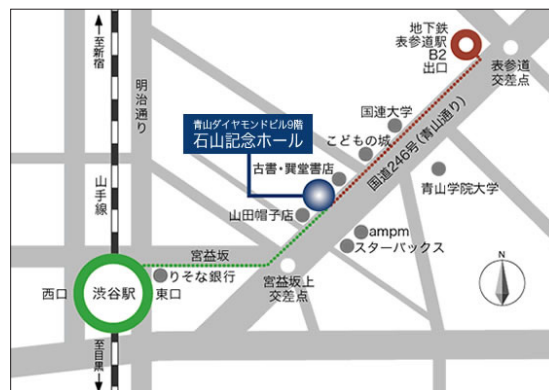 至新宿
明治通り
山手線
地下鉄
表参道駅
B2
出口
表参道
交差点
国連大学
こどもの城
国道246号(青山通り)
青山ダイヤモンドビル9階
石山記念ホール
古書・巽堂書店
青山学院大学
山田帽子店
ampm
スターバックス
宮益坂
宮益坂上
交差点
りそな銀行
西口
渋谷駅
東口
N
至目黒